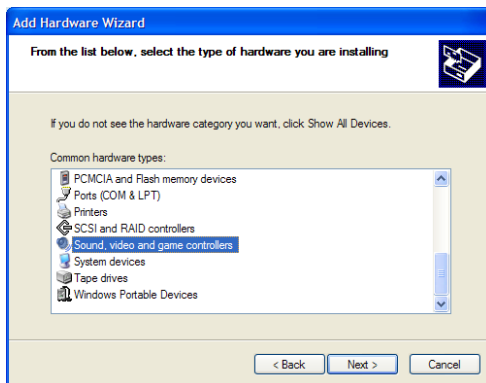 Add Hardware Wizard
From the list below, select the type of hardware you are installing
If you do not see the hardware category you want, click Show All Devices.
Common hardware types:
PCMCIA and Flash memory devices
Ports (COM & LPT)
Printers
SCSI and RAID controllers
Sound, video and game controllers
System devices
Tape drives
Windows Portable Devices
< Back Next > Cancel